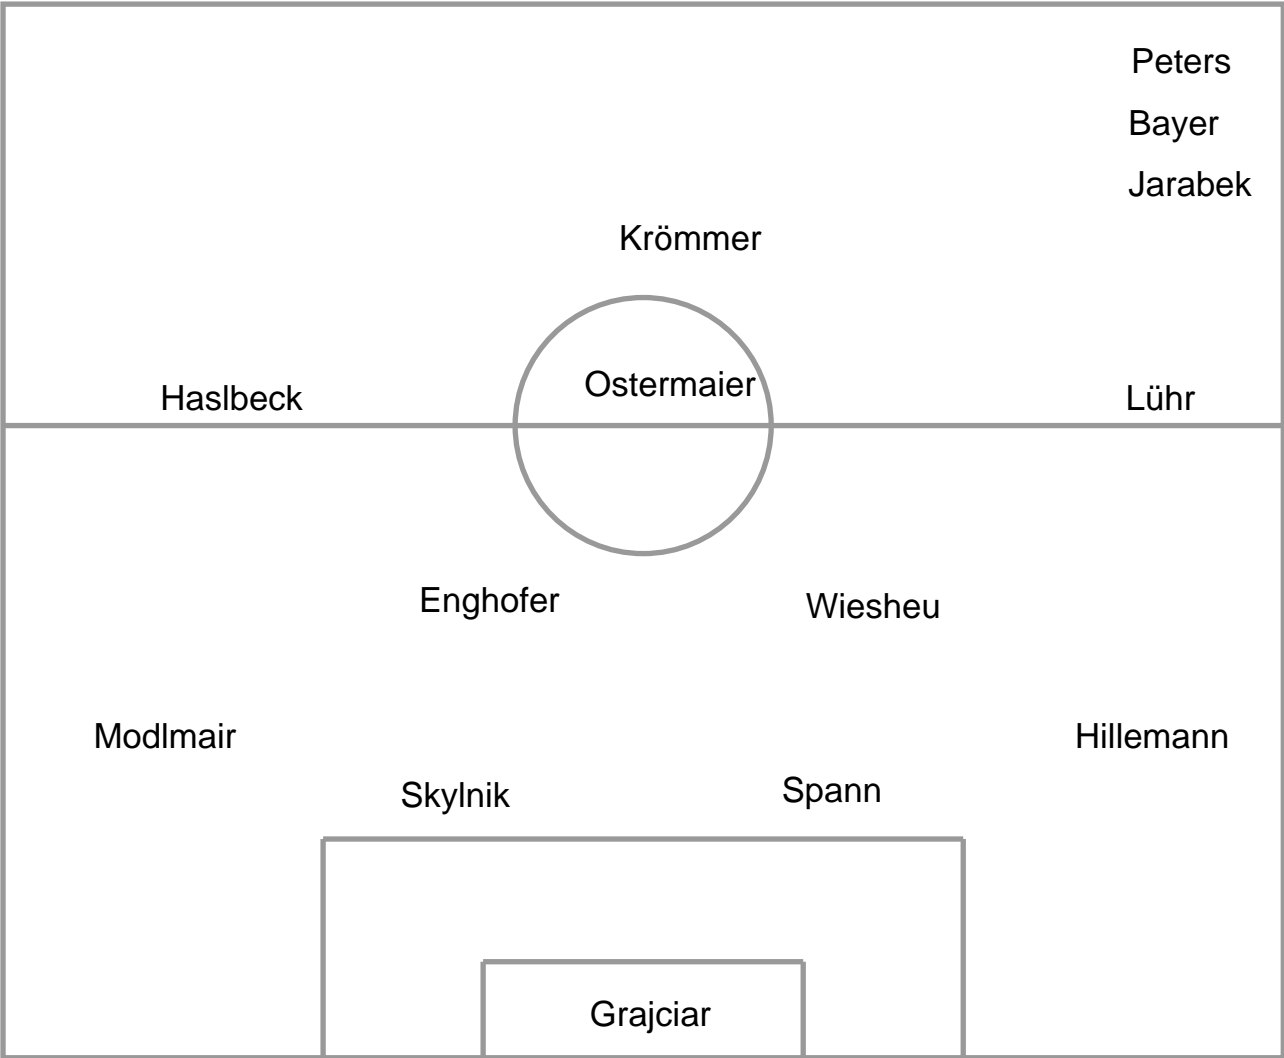 Peters
Bayer
Jarabek
Krömmer
Haslbeck
Ostermaier
Lühr
Enghofer
Wiesheu
Modlmair
Hillemann
Skylnik
Spann
Grajciar